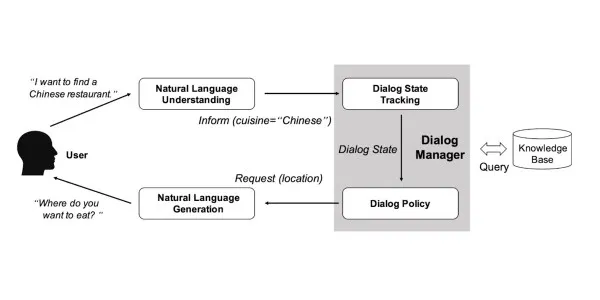 “I want to find a
Chinese restaurant.”
Natural Language
Understanding
Inform (cuisine=“Chinese”)
Dialog State
Tracking
User
Dialog State
Dialog
Manager
Query
Knowledge
Base
Request (location)
Natural Language
Generation
Dialog Policy
“Where do you
want to eat? ”